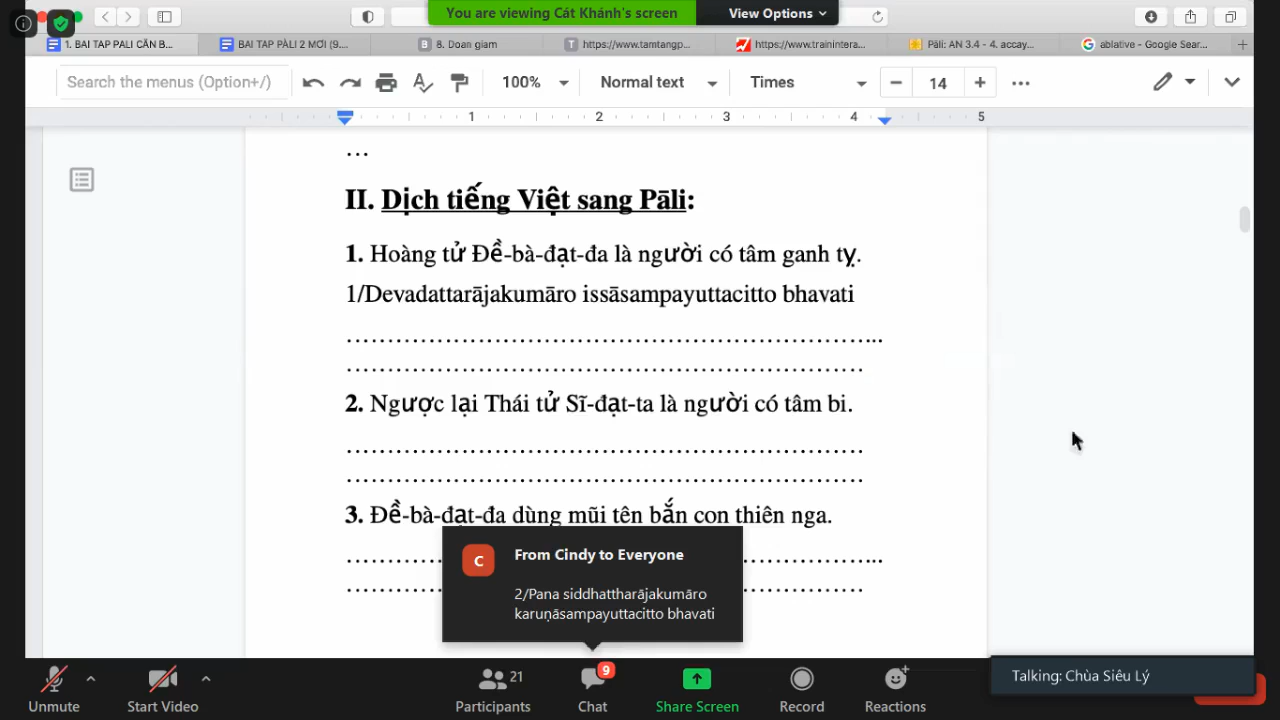 You are viewing Cát Khánh's screen
View Options
1. BAI TAP PALI CĂN B...
BAI TAP PÀLI 2 MƠI (9....
8. Doan giam
https://www.tamtangp...
https://www.trainintera...
Pāli: AN 3.4 - 4. accay...
ablative - Google Sear...
Search the menus (Option+/)
100%
Normal text
Times
14
1 2 3 4 5
…
II. Dịch tiếng Việt sang Pāli:
1. Hoàng tử Đề-bà-đạt-đa là người có tâm ganh tỵ.
1/Devadattarājakumāro issāsampayuttacitto bhavati
2. Ngược lại Thái tử Sĩ-đạt-ta là người có tâm bi.
3. Đề-bà-đạt-đa dùng mũi tên bắn con thiên nga.
C
From Cindy to Everyone
2/Pana siddhattharājakumāro
karuṇāsampayuttacitto bhavati
Talking: Chùa Siêu Lý
21
9
Unmute
Start Video
Participants
Chat
Share Screen
Record
Reactions